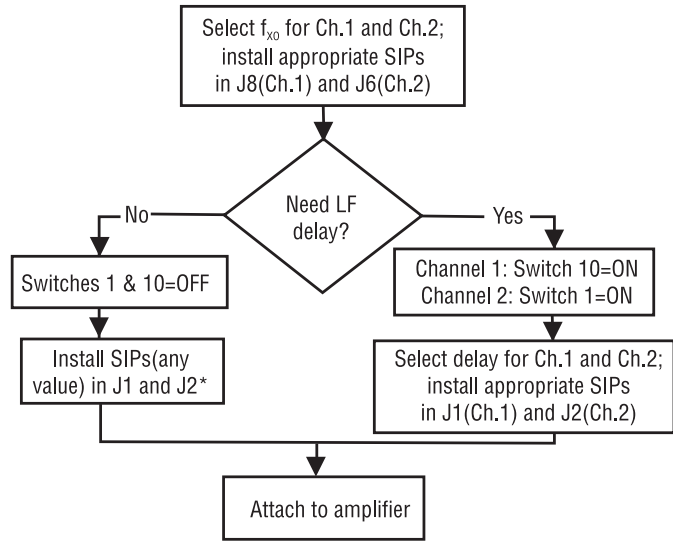 Select fxo for Ch.1 and Ch.2;
install appropriate SIPs
in J8(Ch.1) and J6(Ch.2)
Need LF
delay?
No
Yes
Switches 1 & 10=OFF
Channel 1: Switch 10=ON
Channel 2: Switch 1=ON
Install SIPs(any
value) in J1 and J2*
Select delay for Ch.1 and Ch.2;
install appropriate SIPs
in J1(Ch.1) and J2(Ch.2)
Attach to amplifier